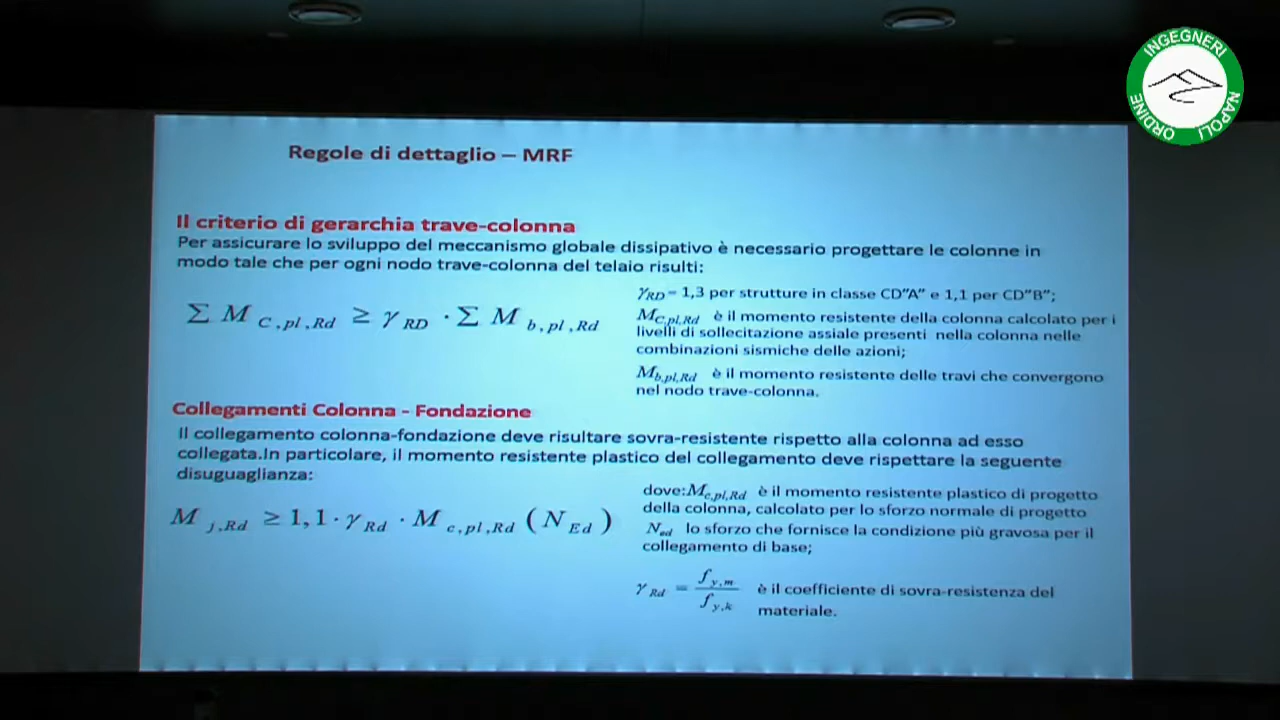 INGEGNERI
NAPOLI
ORDINE
Regole di dettaglio – MRF
Il criterio di gerarchia trave-colonna
Per assicurare lo sviluppo del meccanismo globale dissipativo è necessario progettare le colonne in
modo tale che per ogni nodo trave-colonna del telaio risulti:
∑ M C,pl,Rd ≥ γ RD · ∑ M b,pl,Rd
γRD = 1,3 per strutture in classe CD"A" e 1,1 per CD"B";
MC,pl,Rd è il momento resistente della colonna calcolato per i
livelli di sollecitazione assiale presenti nella colonna nelle
combinazioni sismiche delle azioni;
Mb,pl,Rd è il momento resistente delle travi che convergono
nel nodo trave-colonna.
Collegamenti Colonna - Fondazione
Il collegamento colonna-fondazione deve risultare sovra-resistente rispetto alla colonna ad esso
collegata.In particolare, il momento resistente plastico del collegamento deve rispettare la seguente
disuguaglianza:
M j,Rd ≥ 1,1 · γ Rd · M c,pl,Rd ( N Ed )
dove:Mc,pl,Rd è il momento resistente plastico di progetto
della colonna, calcolato per lo sforzo normale di progetto
Ned lo sforzo che fornisce la condizione più gravosa per il
collegamento di base;
γ Rd = f y,m / f y,k è il coefficiente di sovra-resistenza del
materiale.